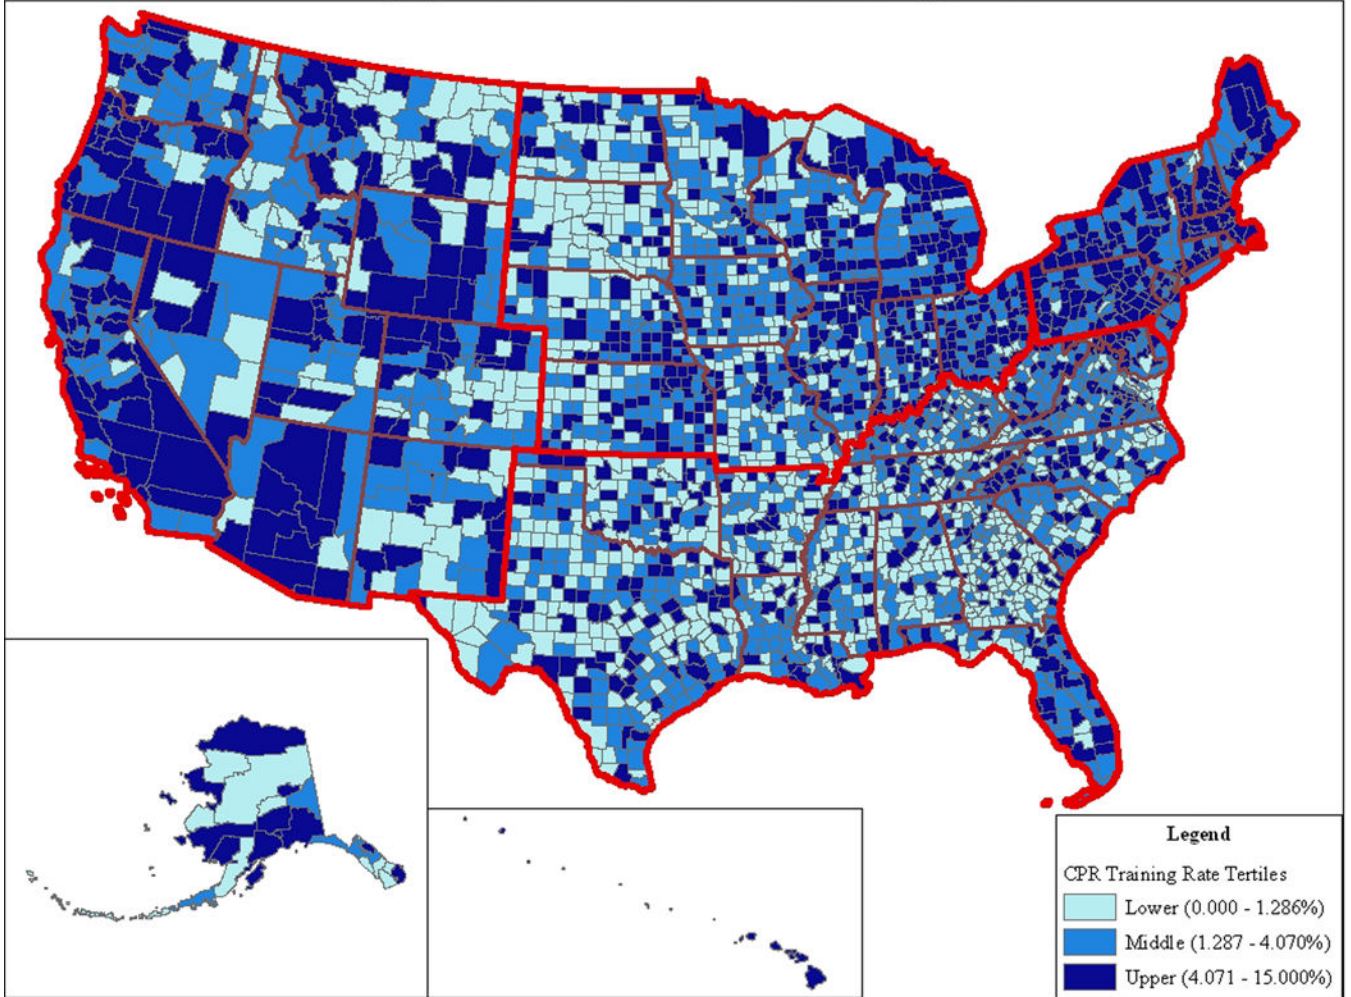 Legend
CPR Training Rate Tertiles
Lower (0.000 - 1.286%)
Middle (1.287 - 4.070%)
Upper (4.071 - 15.000%)